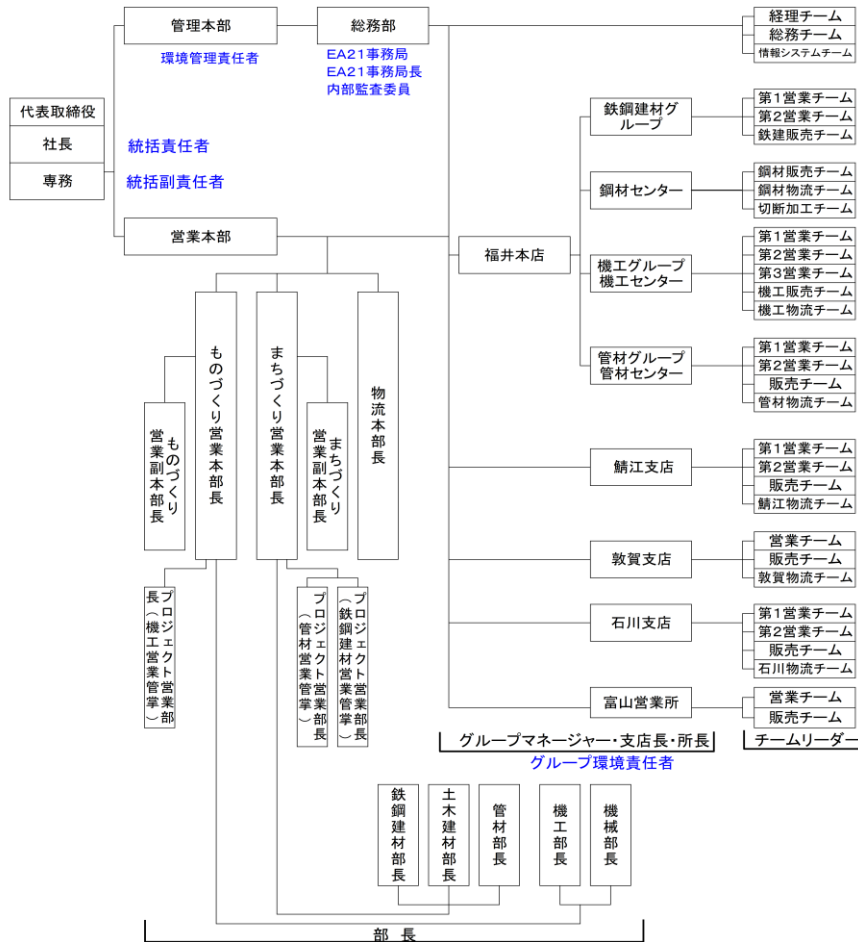 管理本部
環境管理責任者
総務部
EA21事務局
EA21事務局長
内部監査委員
経理チーム
総務チーム
情報システムチーム
代表取締役
社長
専務
統括責任者
統括副責任者
営業本部
福井本店
鉄鋼建材グ
ループ
第1営業チーム
第2営業チーム
鉄建販売チーム
鋼材センター
鋼材販売チーム
鋼材物流チーム
切断加工チーム
機工グループ
機工センター
第1営業チーム
第2営業チーム
第3営業チーム
機工販売チーム
機工物流チーム
管材グループ
管材センター
第1営業チーム
第2営業チーム
販売チーム
管材物流チーム
ものづくり
営業副本部長
ものづくり営業本部長
まちづくり営業本部長
まちづくり
営業副本部長
物流本部長
鯖江支店
第1営業チーム
第2営業チーム
販売チーム
鯖江物流チーム
敦賀支店
営業チーム
販売チーム
敦賀物流チーム
プロジェクト営業部
長（機工営業管掌）
プロジェクト営業部長
（管材営業管掌）
プロジェクト営業部長
（鉄鋼建材営業管掌）
石川支店
第1営業チーム
第2営業チーム
販売チーム
石川物流チーム
富山営業所
営業チーム
販売チーム
グループマネージャー・支店長・所長
チームリーダー
グループ環境責任者
鉄鋼建材部長
土木建材部長
管材部長
機工部長
機械部長
部 長